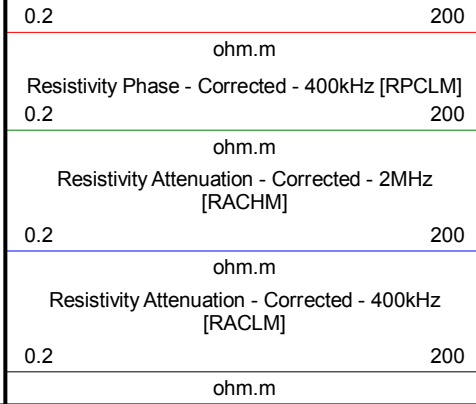 0.2 200
ohm.m
Resistivity Phase - Corrected - 400kHz [RPCLM]
0.2 200
ohm.m
Resistivity Attenuation - Corrected - 2MHz
[RACHM]
0.2 200
ohm.m
Resistivity Attenuation - Corrected - 400kHz
[RACLM]
0.2 200
ohm.m